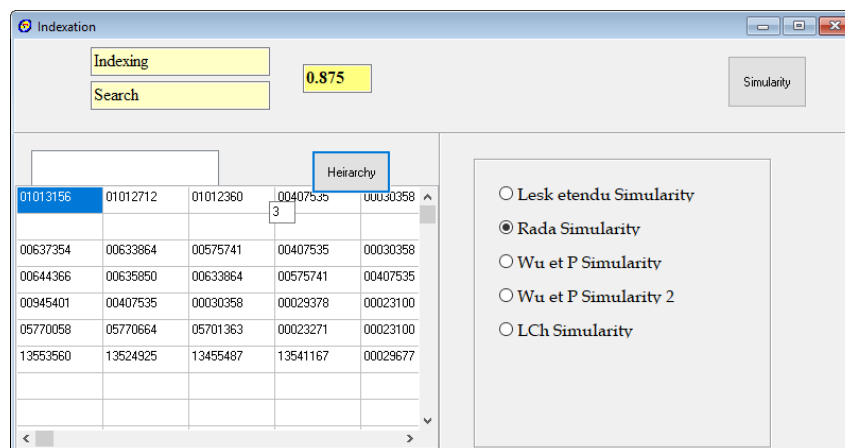 Indexation
Indexing
0.875
Simularity
Search
Heirarchy
01013156 01012712 01012360 00407535 00030358
3
00637354 00633864 00575741 00407535 00030358
00644366 00635850 00633864 00575741 00407535
00945401 00407535 00030358 00029378 00023100
05770058 05770664 05701363 00023271 00023100
13553560 13524925 13455487 13541167 00029677
Lesk etendu Simularity
Rada Simularity
Wu et P Simularity
Wu et P Simularity 2
LCh Simularity